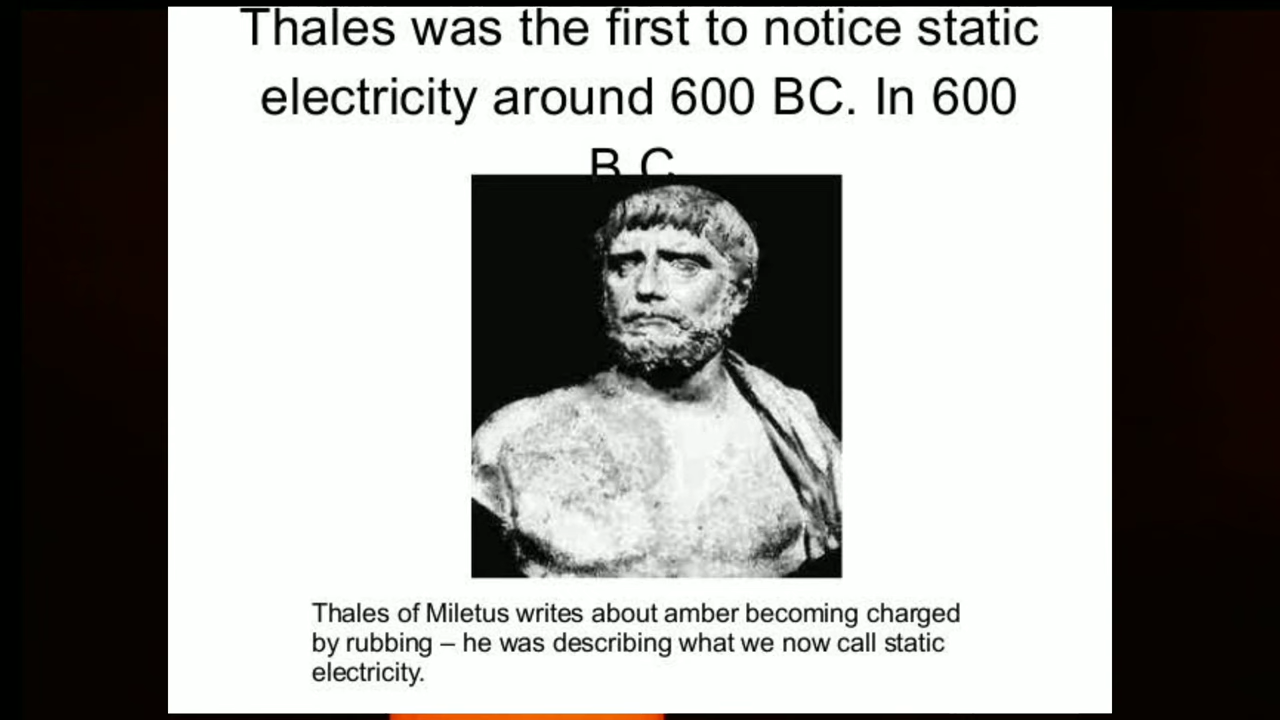 Thales was the first to notice static
electricity around 600 BC. In 600
B.C.
Thales of Miletus writes about amber becoming charged
by rubbing – he was describing what we now call static
electricity.